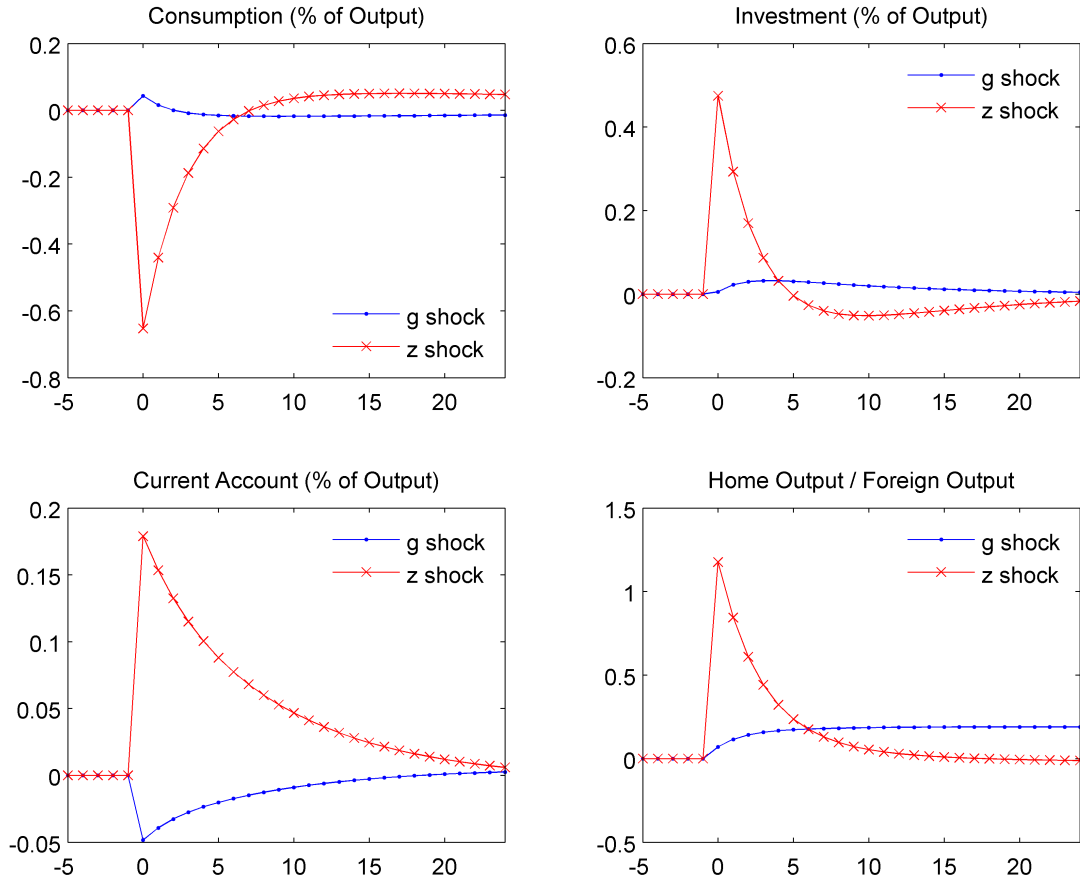 Consumption (% of Output)
0.2
0
-0.2
-0.4
-0.6
-0.8
g shock
z shock
-5 0 5 10 15 20
Investment (% of Output)
0.6
0.4
0.2
0
-0.2
g shock
z shock
-5 0 5 10 15 20
Current Account (% of Output)
0.2
0.15
0.1
0.05
0
-0.05
g shock
z shock
-5 0 5 10 15 20
Home Output / Foreign Output
1.5
1
0.5
0
-0.5
g shock
z shock
-5 0 5 10 15 20